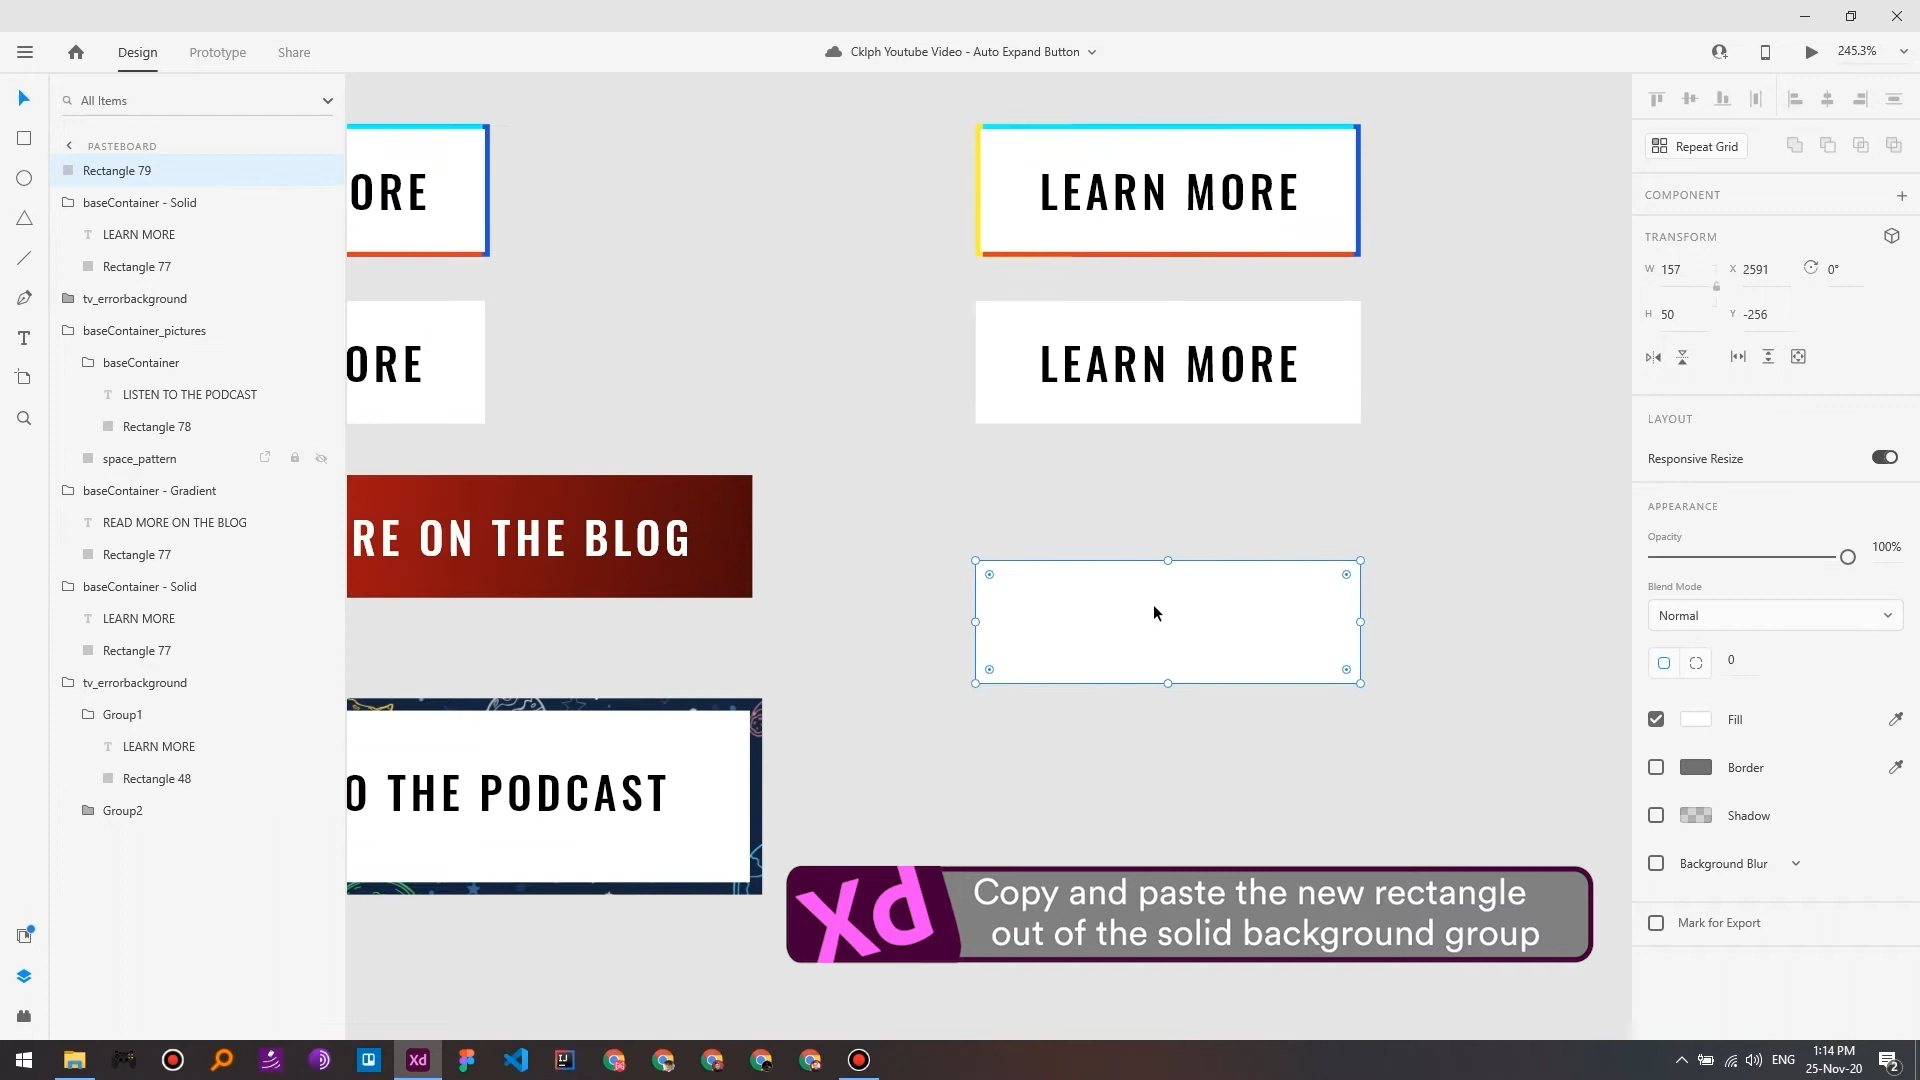 Design
Prototype
Share
Cklph Youtube Video - Auto Expand Button
245.3%
All Items
PASTEBOARD
Rectangle 79
baseContainer - Solid
LEARN MORE
Rectangle 77
tv_errorbackground
baseContainer_pictures
baseContainer
LISTEN TO THE PODCAST
Rectangle 78
space_pattern
baseContainer - Gradient
READ MORE ON THE BLOG
Rectangle 77
baseContainer - Solid
LEARN MORE
Rectangle 77
tv_errorbackground
Group1
LEARN MORE
Rectangle 48
Group2
ORE
LEARN MORE
ORE
LEARN MORE
RE ON THE BLOG
O THE PODCAST
Xd
Copy and paste the new rectangle
out of the solid background group
Repeat Grid
COMPONENT
TRANSFORM
W 157 X 2591 0°
H 50 Y -256
LAYOUT
Responsive Resize
APPEARANCE
Opacity
100%
Blend Mode
Normal
0
Fill
Border
Shadow
Background Blur
Mark for Export
Xd
IJ
ENG
1:14 PM
25-Nov-20
2